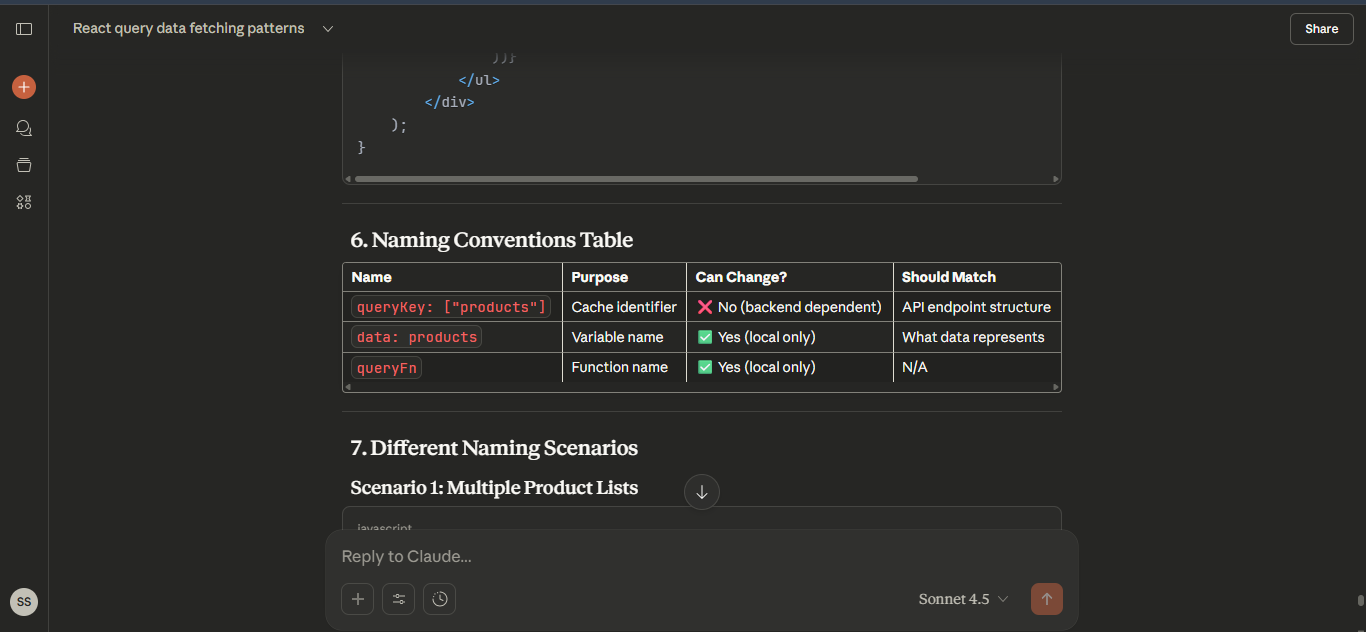 React query data fetching patterns
Share
))}
</ul>
</div>
);
}
6. Naming Conventions Table
Name Purpose Can Change? Should Match
queryKey: ["products"] Cache identifier ❌ No (backend dependent) API endpoint structure
data: products Variable name ✅ Yes (local only) What data represents
queryFn Function name ✅ Yes (local only) N/A
7. Different Naming Scenarios
Scenario 1: Multiple Product Lists
javascript
Reply to Claude...
Sonnet 4.5
SS